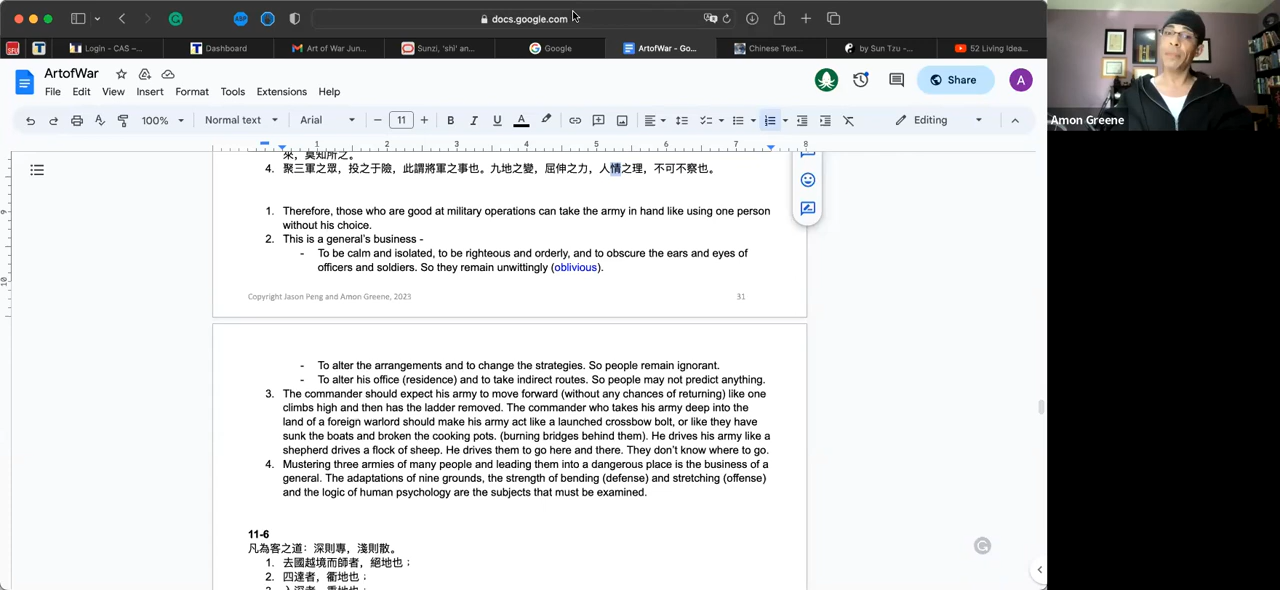 docs.google.com
Login - CAS –...
Dashboard
Art of War Jun...
Sunzi, 'shi' an...
Google
ArtofWar - Go...
Chinese Text...
by Sun Tzu -...
52 Living Idea...
ArtofWar
File Edit View Insert Format Tools Extensions Help
Share
A
100% Normal text Arial 11 B I U A Editing
1 2 3 4 5 6 7 8
來，莫知所之。
4. 聚三軍之眾，投之于險，此謂將軍之事也。九地之變，屈伸之力，人情之理，不可不察也。
1. Therefore, those who are good at military operations can take the army in hand like using one person
without his choice.
2. This is a general's business -
- To be calm and isolated, to be righteous and orderly, and to obscure the ears and eyes of
officers and soldiers. So they remain unwittingly (oblivious).
Copyright Jason Peng and Amon Greene, 2023 31
- To alter the arrangements and to change the strategies. So people remain ignorant.
- To alter his office (residence) and to take indirect routes. So people may not predict anything.
3. The commander should expect his army to move forward (without any chances of returning) like one
climbs high and then has the ladder removed. The commander who takes his army deep into the
land of a foreign warlord should make his army act like a launched crossbow bolt, or like they have
sunk the boats and broken the cooking pots. (burning bridges behind them). He drives his army like a
shepherd drives a flock of sheep. He drives them to go here and there. They don't know where to go.
4. Mustering three armies of many people and leading them into a dangerous place is the business of a
general. The adaptations of nine grounds, the strength of bending (defense) and stretching (offense)
and the logic of human psychology are the subjects that must be examined.
11-6
凡為客之道：深則專，淺則散。
1. 去國越境而師者，絕地也；
2. 四達者，衢地也；
Amon Greene